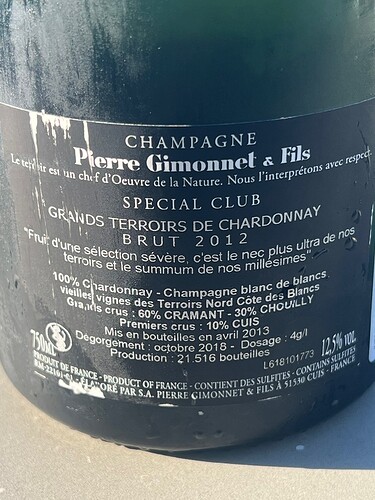 CHAMPAGNE
Pierre Gimonnet & Fils
Le terroir est un chef d'Oeuvre de la Nature. Nous l'interprétons avec respect.
SPECIAL CLUB
GRANDS TERROIRS DE CHARDONNAY
BRUT 2012
"Fruit d'une sélection sévère, c'est le nec plus ultra de nos
terroirs et le summum de nos millésimes"
100% Chardonnay - Champagne blanc de blancs
vieilles vignes des Terroirs Nord Côte des Blancs
Grands crus : 60% CRAMANT - 30% CHOUILLY
Premiers crus : 10% CUIS
Mis en bouteilles en avril 2013
Dégorgement : octobre 2018 - Dosage : 4g/l
Production : 21.516 bouteilles
750ml
12,5% vol.
L618101773
PRODUIT DE FRANCE - PRODUCT OF FRANCE - CONTIENT DES SULFITES - CONTAINS SULFITES
ÉLABORÉ PAR S.A. PIERRE GIMONNET & FILS À 51530 CUIS - FRANCE